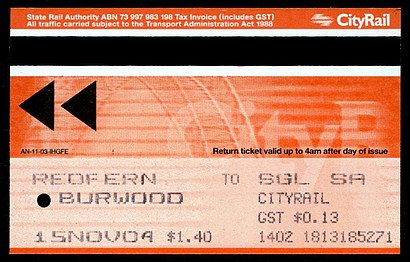 State Rail Authority ABN 73 997 983 198 Tax Invoice (includes GST)
All traffic carried subject to the Transport Administration Act 1988
CityRail
AN-11-03-IHGFE
Return ticket valid up to 4am after day of issue
REDFERN TO SGL SA
BURWOOD CITYRAIL
GST $0.13
15NOV04 $1.40 1402 1813185271